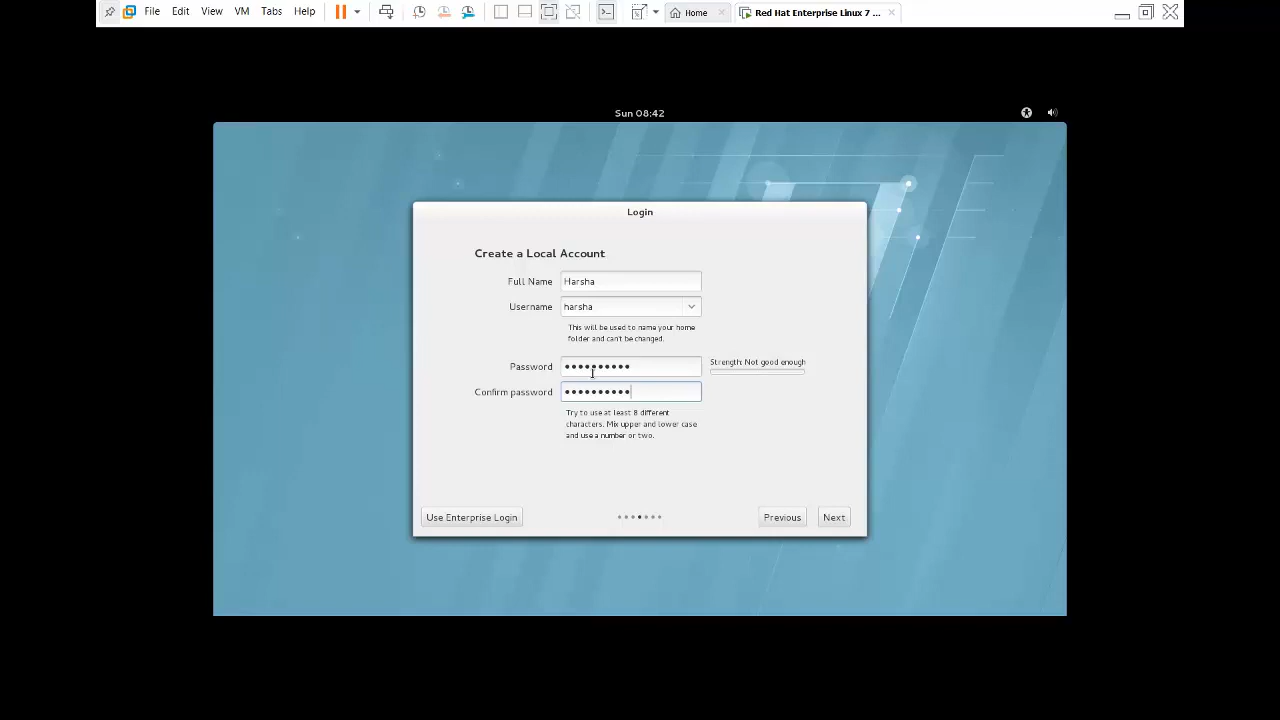 File Edit View VM Tabs Help Home Red Hat Enterprise Linux 7 ...
Sun 08:42
Login
Create a Local Account
Full Name Harsha
Username harsha
This will be used to name your home
folder and can't be changed.
Password ●●●●●●●●●● Strength: Not good enough
Confirm password ●●●●●●●●●●
Try to use at least 8 different
characters. Mix upper and lower case
and use a number or two.
Use Enterprise Login Previous Next